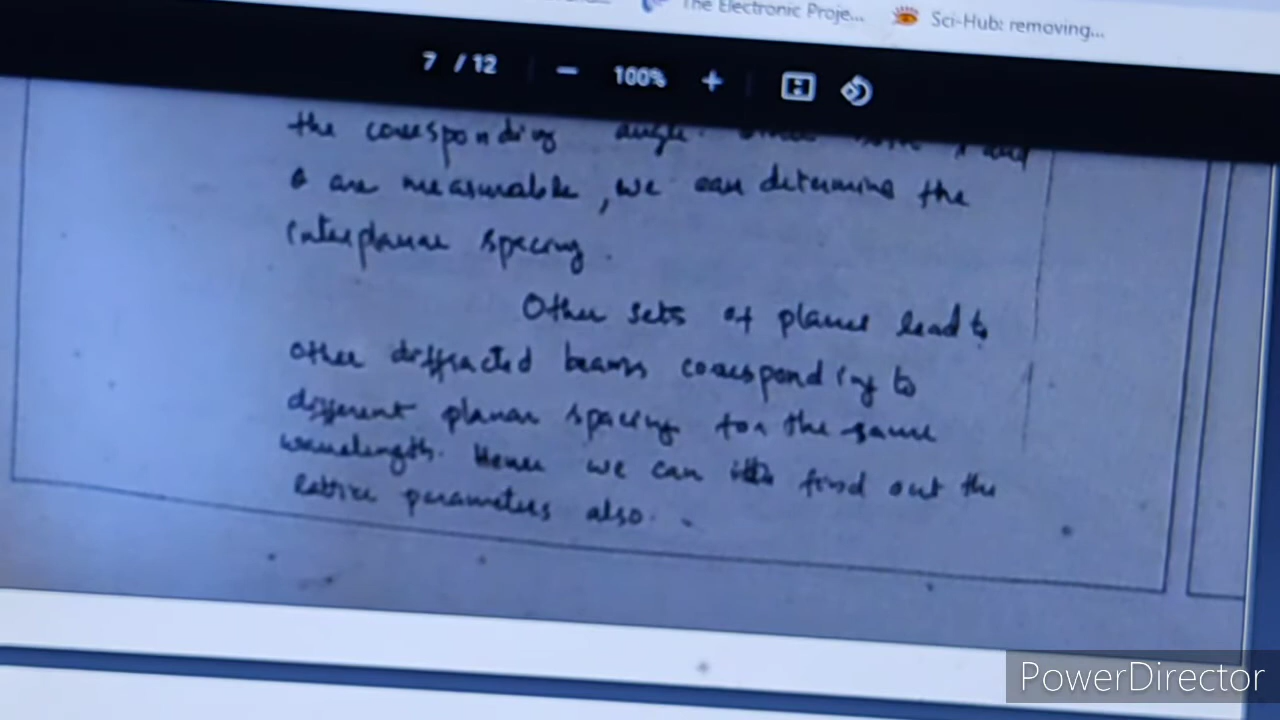 The Electronic Proje...
Sci-Hub: removing...
7 / 12
100%
the corresponding angle. and
θ are measurable, we can determine the
interplanar spacing.
Other sets of planes lead to
other diffracted beams corresponding to
different planar spacing for the same
wavelength. Hence we can find out the
lattice parameters also.
PowerDirector